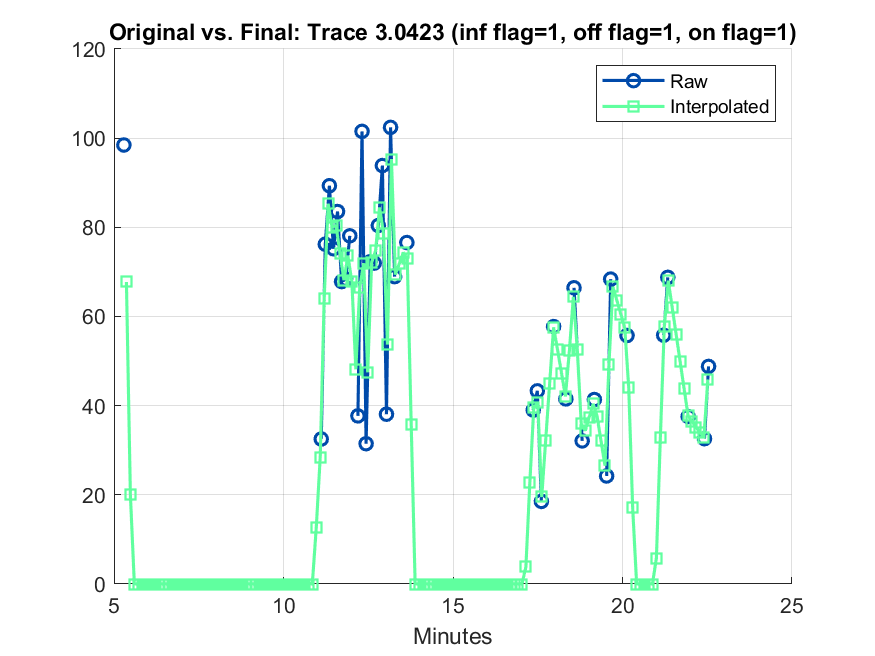 Original vs. Final: Trace 3.0423 (inf flag=1, off flag=1, on flag=1)
120
100
80
60
40
20
0
Raw
Interpolated
5 10 15 20 25
Minutes